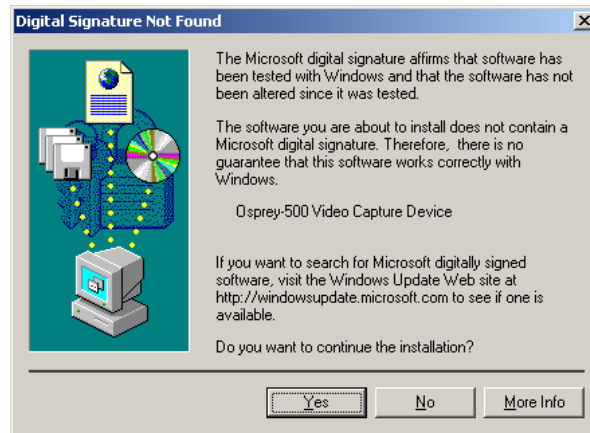 Digital Signature Not Found
The Microsoft digital signature affirms that software has
been tested with Windows and that the software has not
been altered since it was tested.
The software you are about to install does not contain a
Microsoft digital signature. Therefore, there is no
guarantee that this software works correctly with
Windows.
Osprey-500 Video Capture Device
If you want to search for Microsoft digitally signed
software, visit the Windows Update Web site at
http://windowsupdate.microsoft.com to see if one is
available.
Do you want to continue the installation?
Yes No More Info